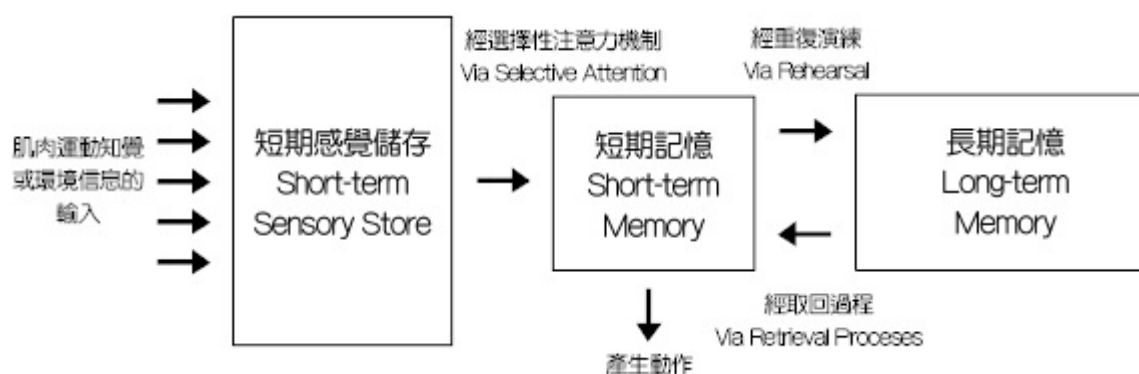 肌肉運動知覺
或環境信息的
輸入
短期感覺儲存
Short-term
Sensory Store
經選擇性注意力機制
Via Selective Attention
短期記憶
Short-term
Memory
經重復演練
Via Rehearsal
長期記憶
Long-term
Memory
經取回過程
Via Retrieval Proceses
產生動作